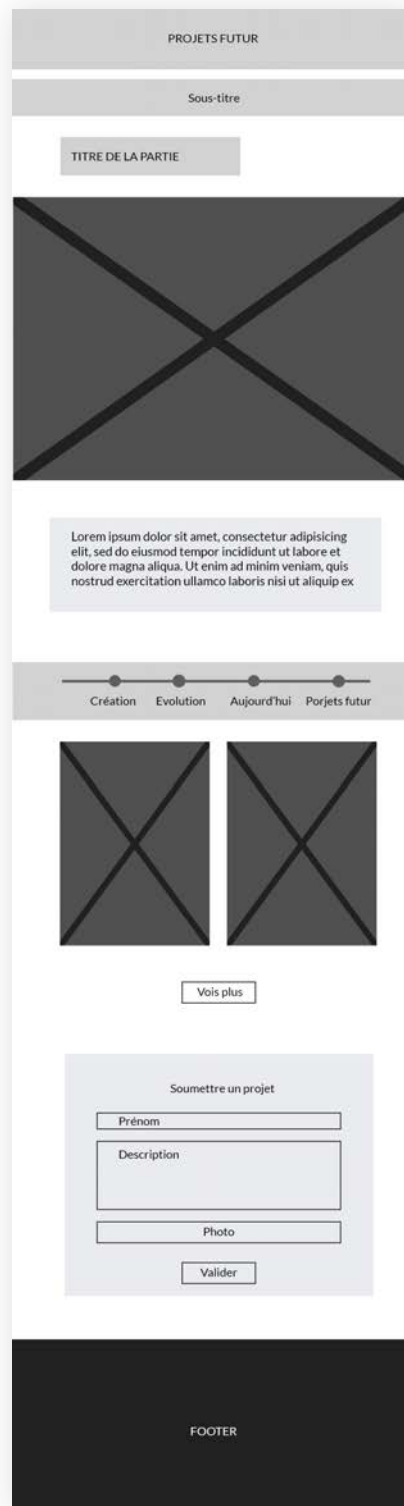 PROJETS FUTUR
Sous-titre
TITRE DE LA PARTIE
Lorem ipsum dolor sit amet, consectetur adipisicing
elit, sed do eiusmod tempor incididunt ut labore et
dolore magna aliqua. Ut enim ad minim veniam, quis
nostrud exercitation ullamco laboris nisi ut aliquip ex
Création Evolution Aujourd'hui Porjets futur
Vois plus
Soumettre un projet
Prénom
Description
Photo
Valider
FOOTER